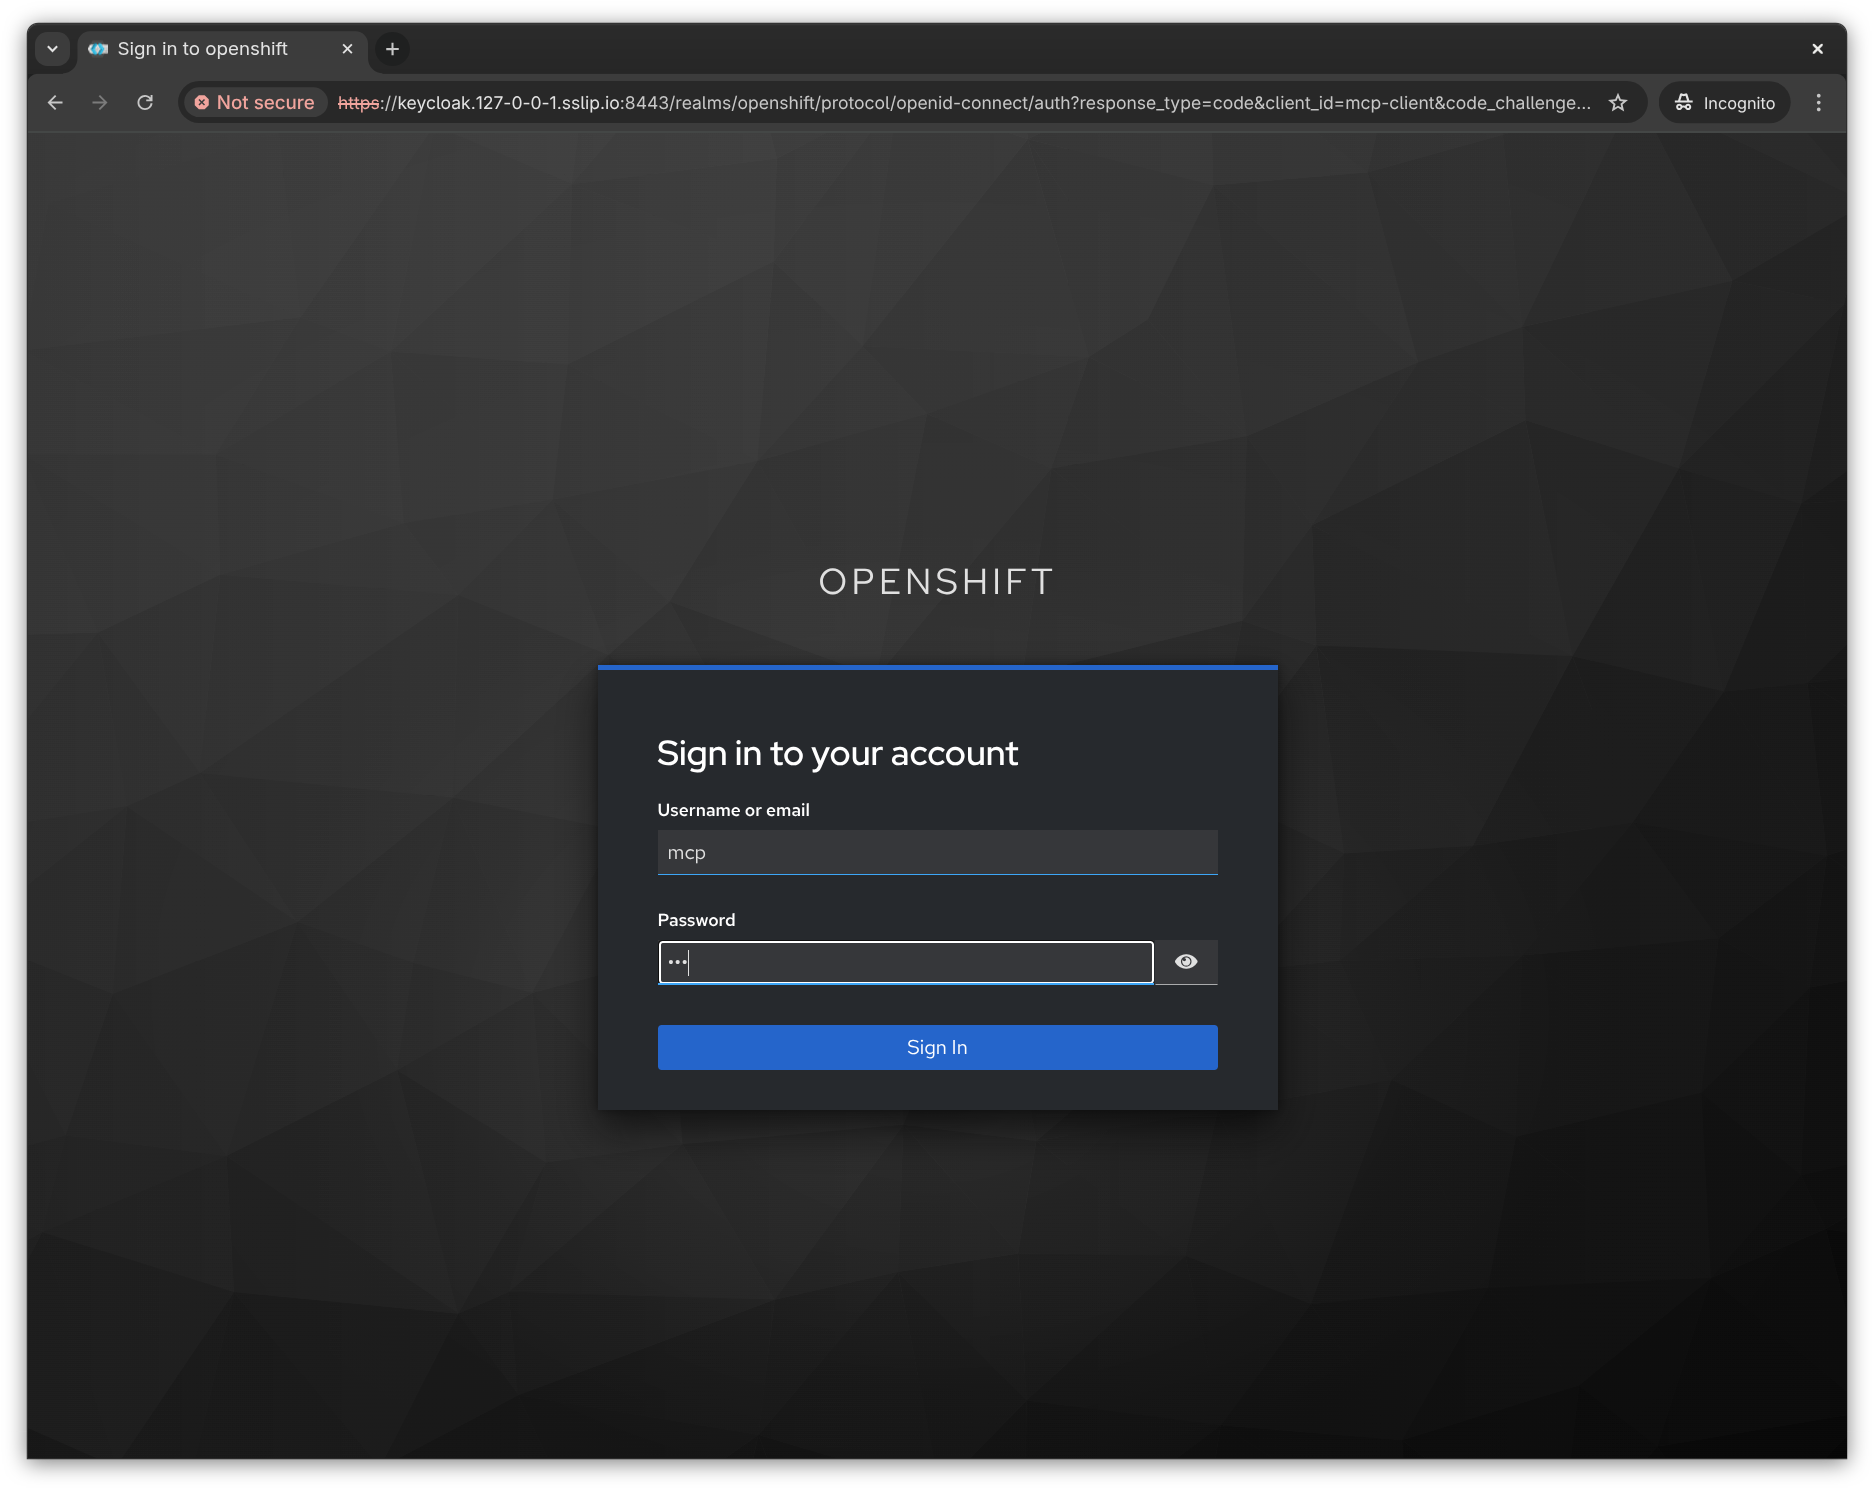 Sign in to openshift
Not secure https://keycloak.127-0-0-1.sslip.io:8443/realms/openshift/protocol/openid-connect/auth?response_type=code&client_id=mcp-client&code_challenge... Incognito
OPENSHIFT
Sign in to your account
Username or email
mcp
Password
•••
Sign In